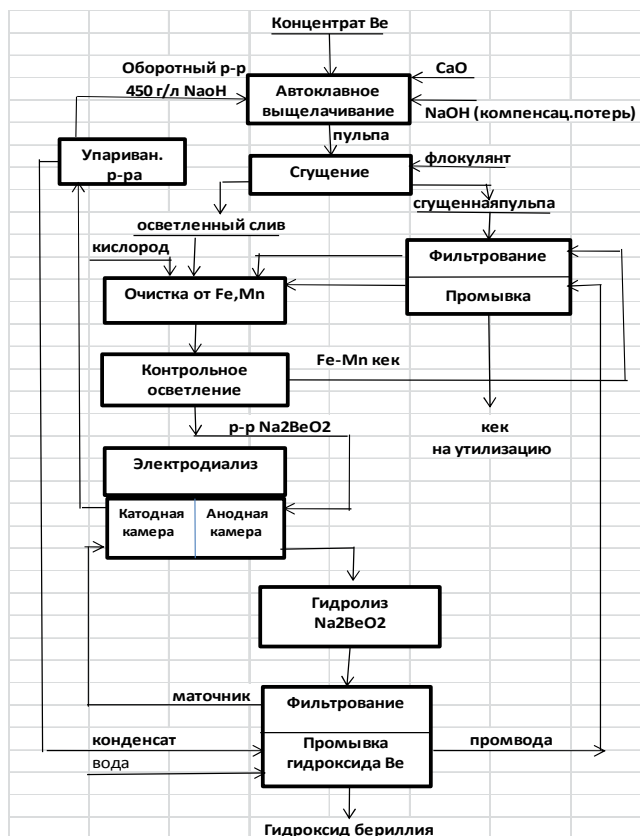 Концентрат Ве
Оборотный р-р
450 г/л NaoH
CaO
Автоклавное
выщелачивание
NaOH (компенсац.потерь)
пульпа
Упариван.
р-ра
флокулянт
Сгущение
сгущеннаяпульпа
осветленный слив
кислород
Фильтрование
Промывка
Очистка от Fe,Mn
Fe-Mn кек
Контрольное
осветление
р-р Na2BeO2
кек
на утилизацию
Электродиализ
Катодная
камера
Анодная
камера
Гидролиз
Na2BeO2
маточник
Фильтрование
конденсат
Промывка
гидроксида Ве
промвода
вода
Гидроксид бериллия